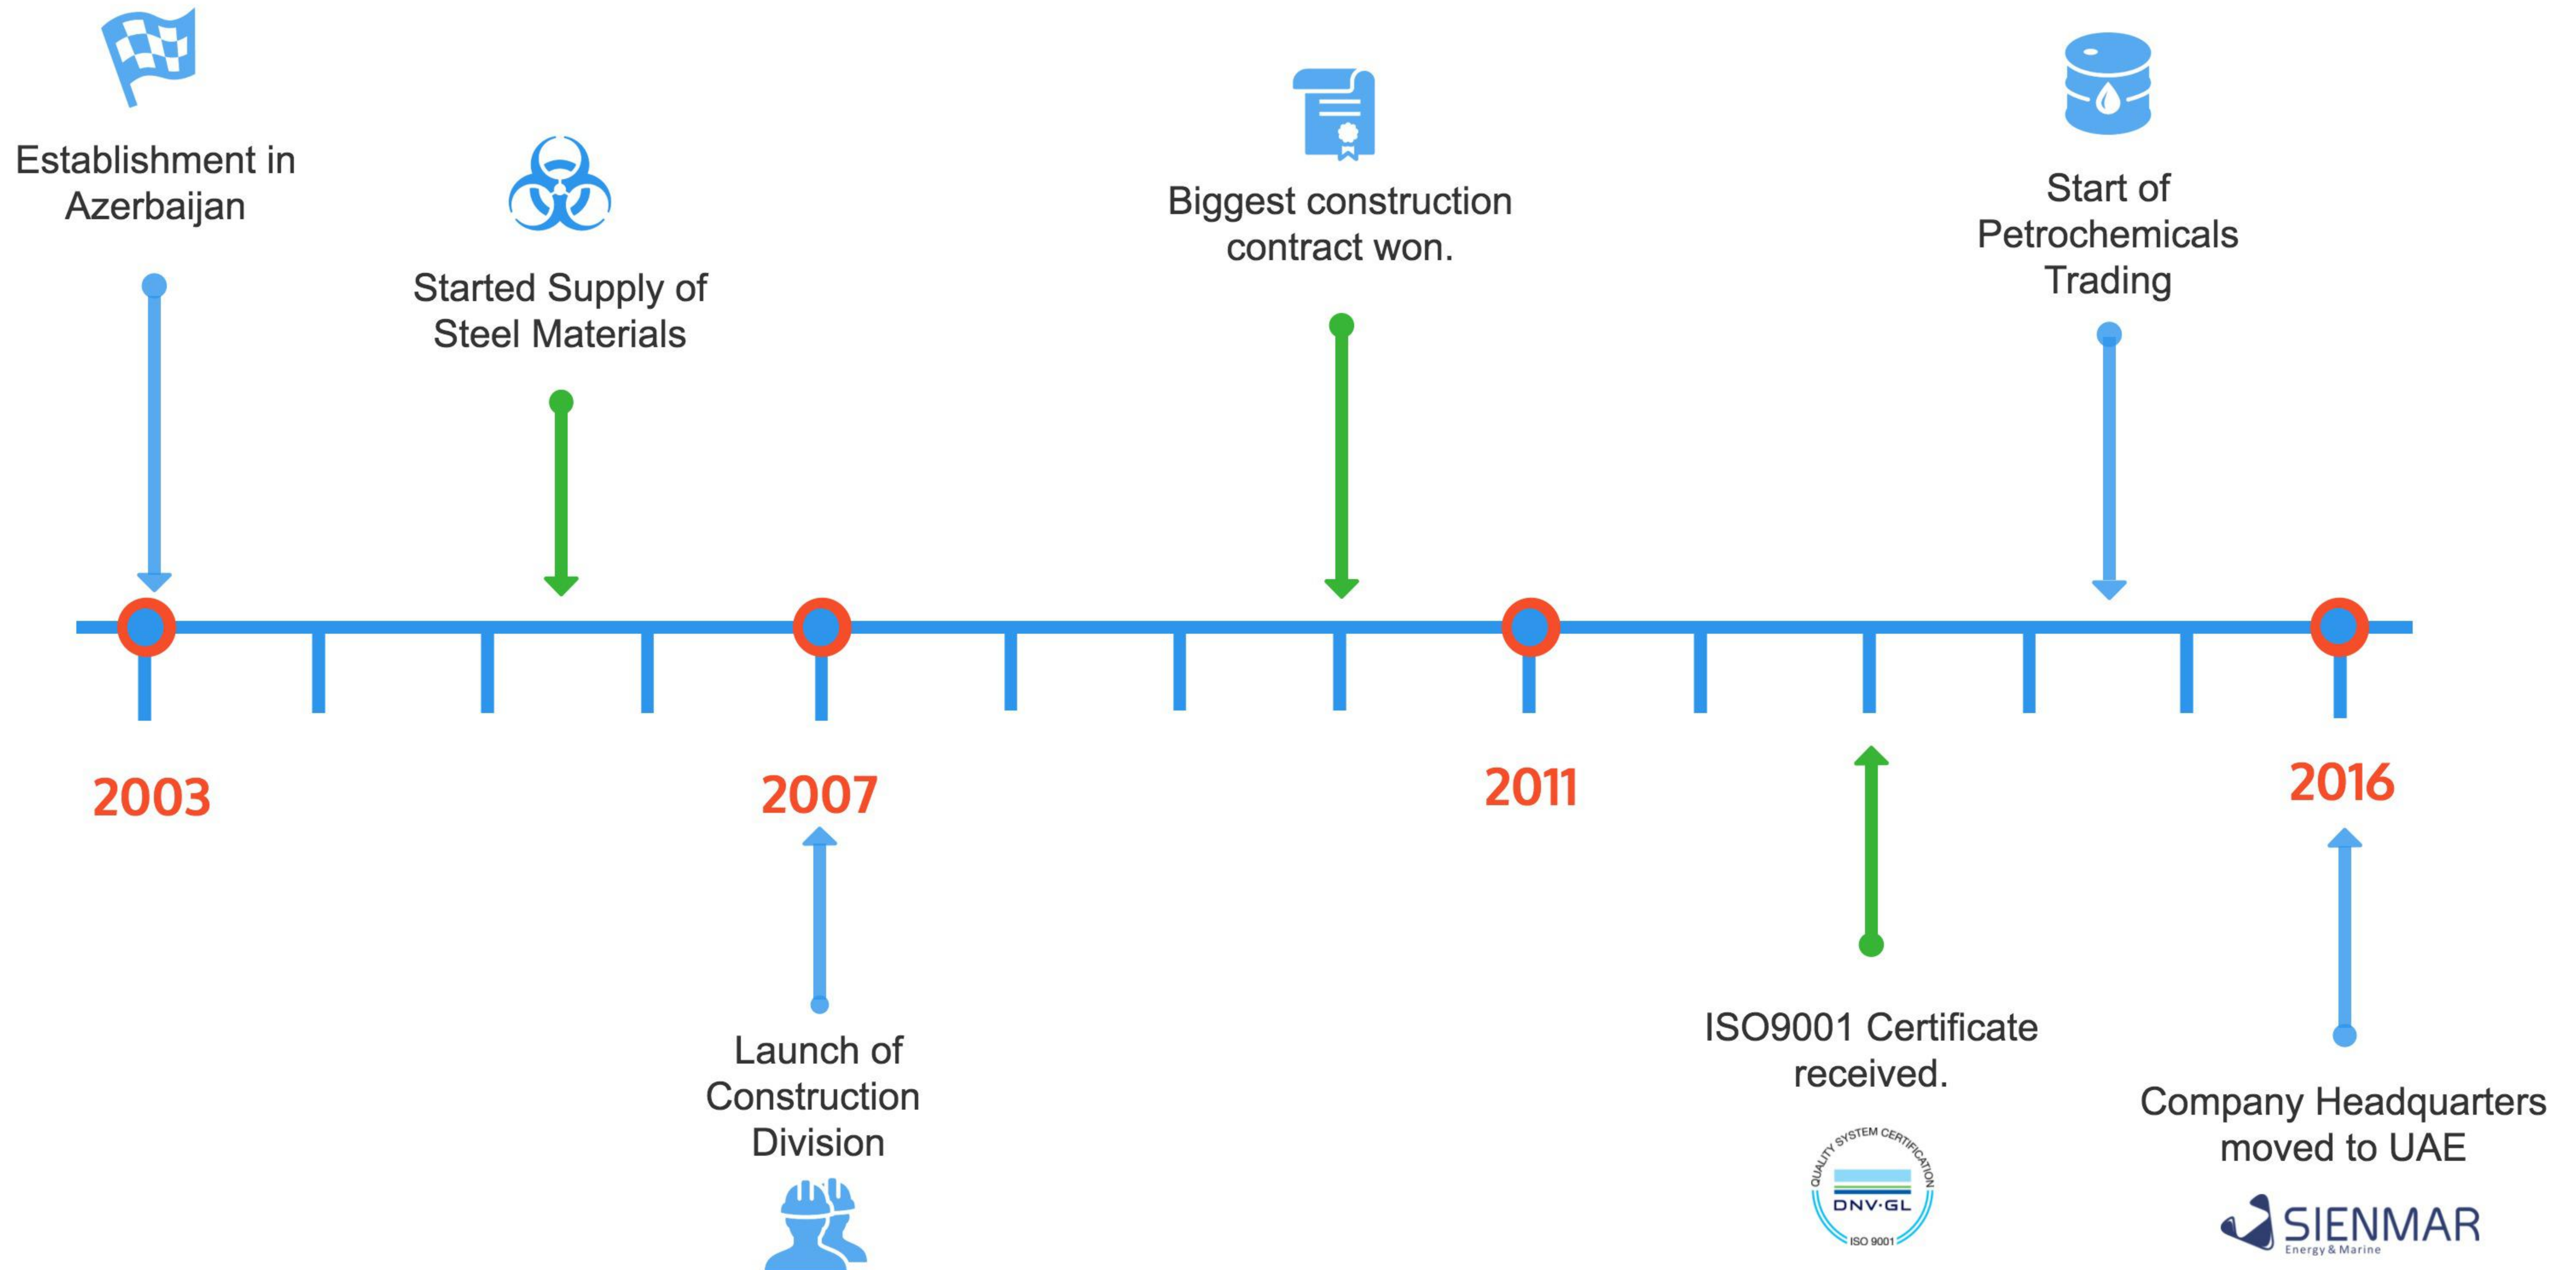 Establishment in
Azerbaijan
Started Supply of
Steel Materials
Biggest construction
contract won.
Start of
Petrochemicals
Trading
2003
2007
2011
2016
Launch of
Construction
Division
ISO9001 Certificate
received.
QUALITY SYSTEM CERTIFICATION
DNV·GL
ISO 9001
Company Headquarters
moved to UAE
SIENMAR
Energy & Marine